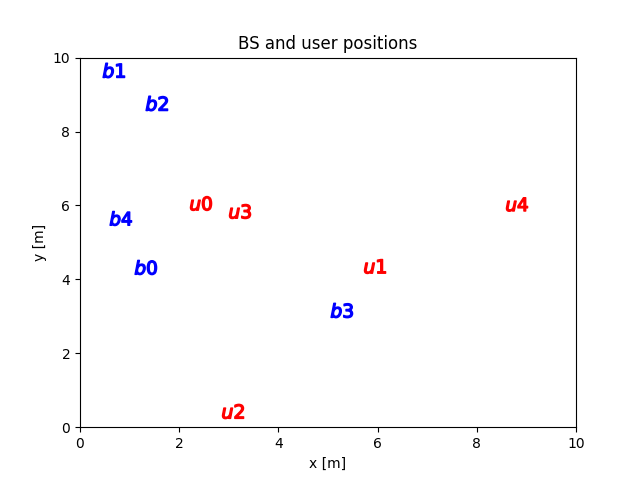 BS and user positions
10
b1
b2
8
u0
u3
u4
6
b4
b0
u1
4
b3
2
u2
0
0 2 4 6 8 10
x [m]
y [m]